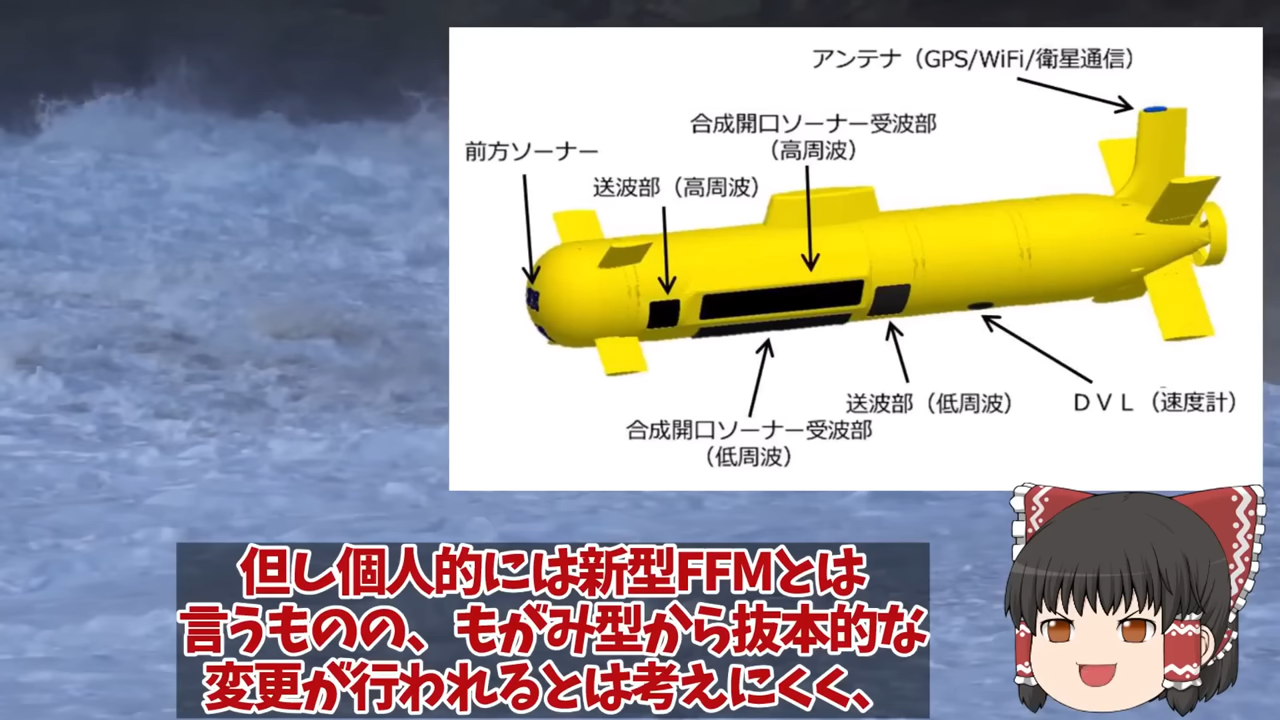 アンテナ（GPS/WiFi/衛星通信）
合成開口ソーナー受波部
（高周波）
前方ソーナー
送波部（高周波）
送波部（低周波）
DVL（速度計）
合成開口ソーナー受波部
（低周波）
但し個人的には新型FFMとは
言うものの、もがみ型から抜本的な
変更が行われるとは考えにくく、